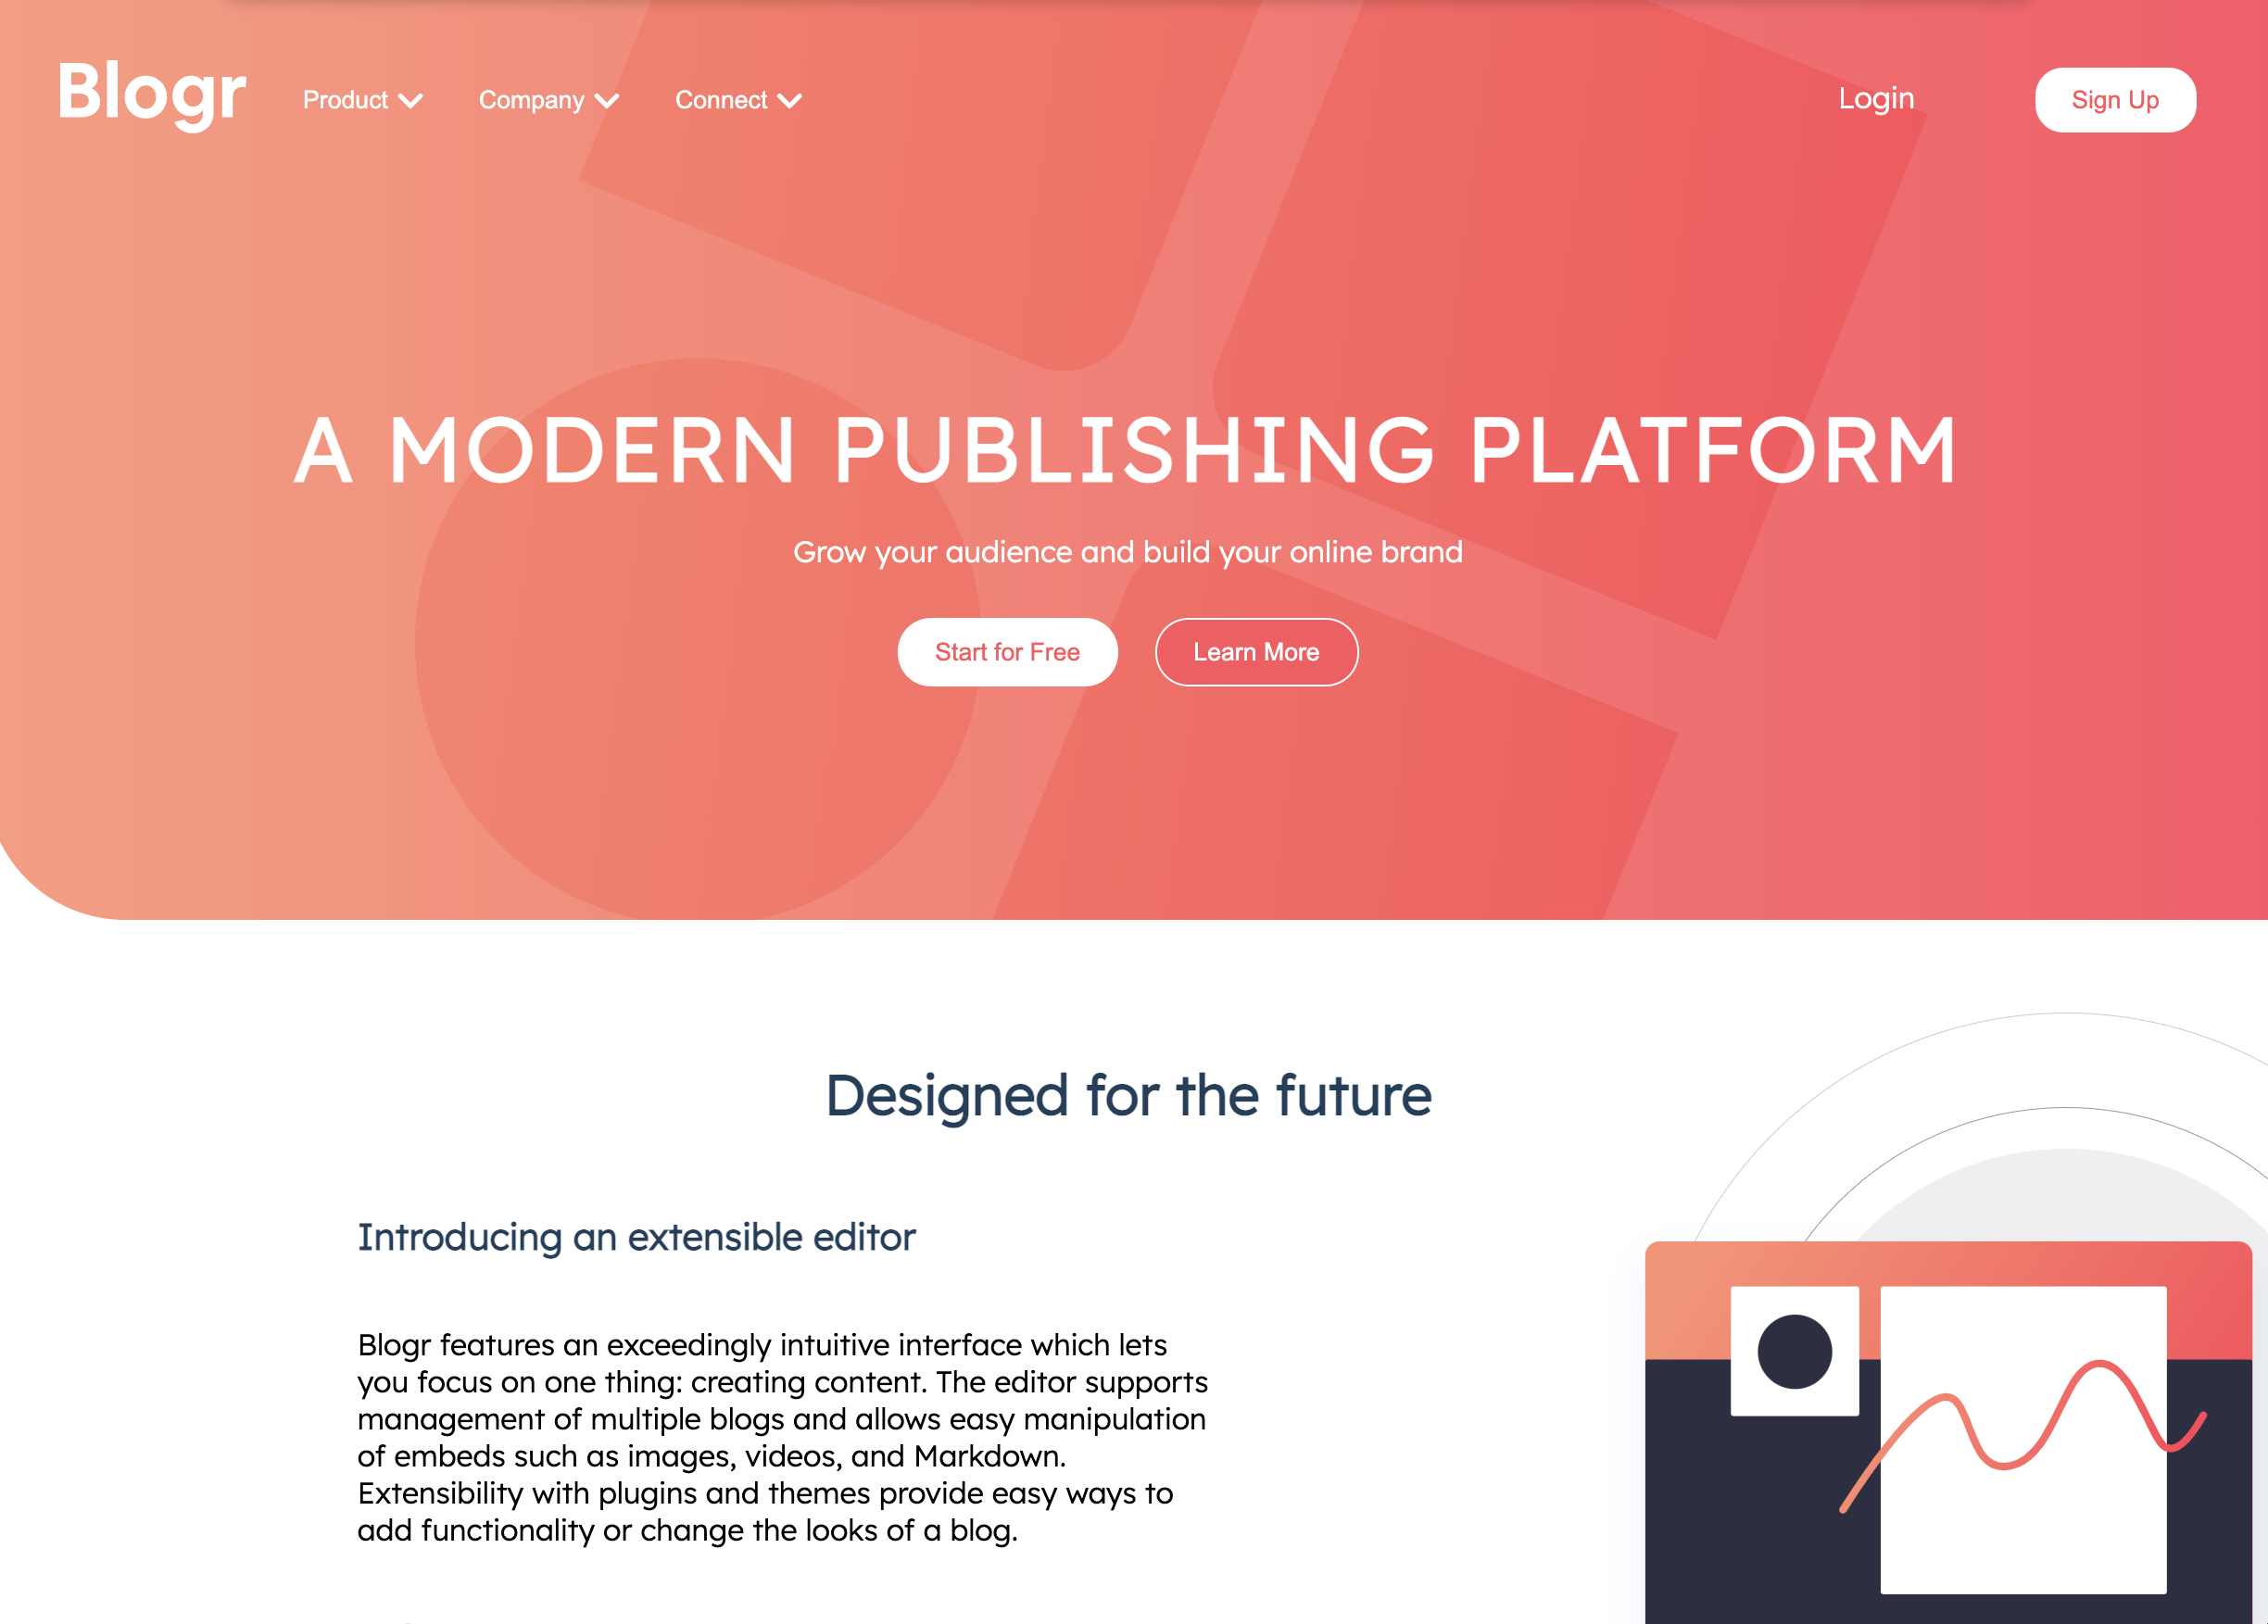 Blogr Product Company Connect Login Sign Up
A MODERN PUBLISHING PLATFORM
Grow your audience and build your online brand
Start for Free Learn More
Designed for the future
Introducing an extensible editor
Blogr features an exceedingly intuitive interface which lets
you focus on one thing: creating content. The editor supports
management of multiple blogs and allows easy manipulation
of embeds such as images, videos, and Markdown.
Extensibility with plugins and themes provide easy ways to
add functionality or change the looks of a blog.